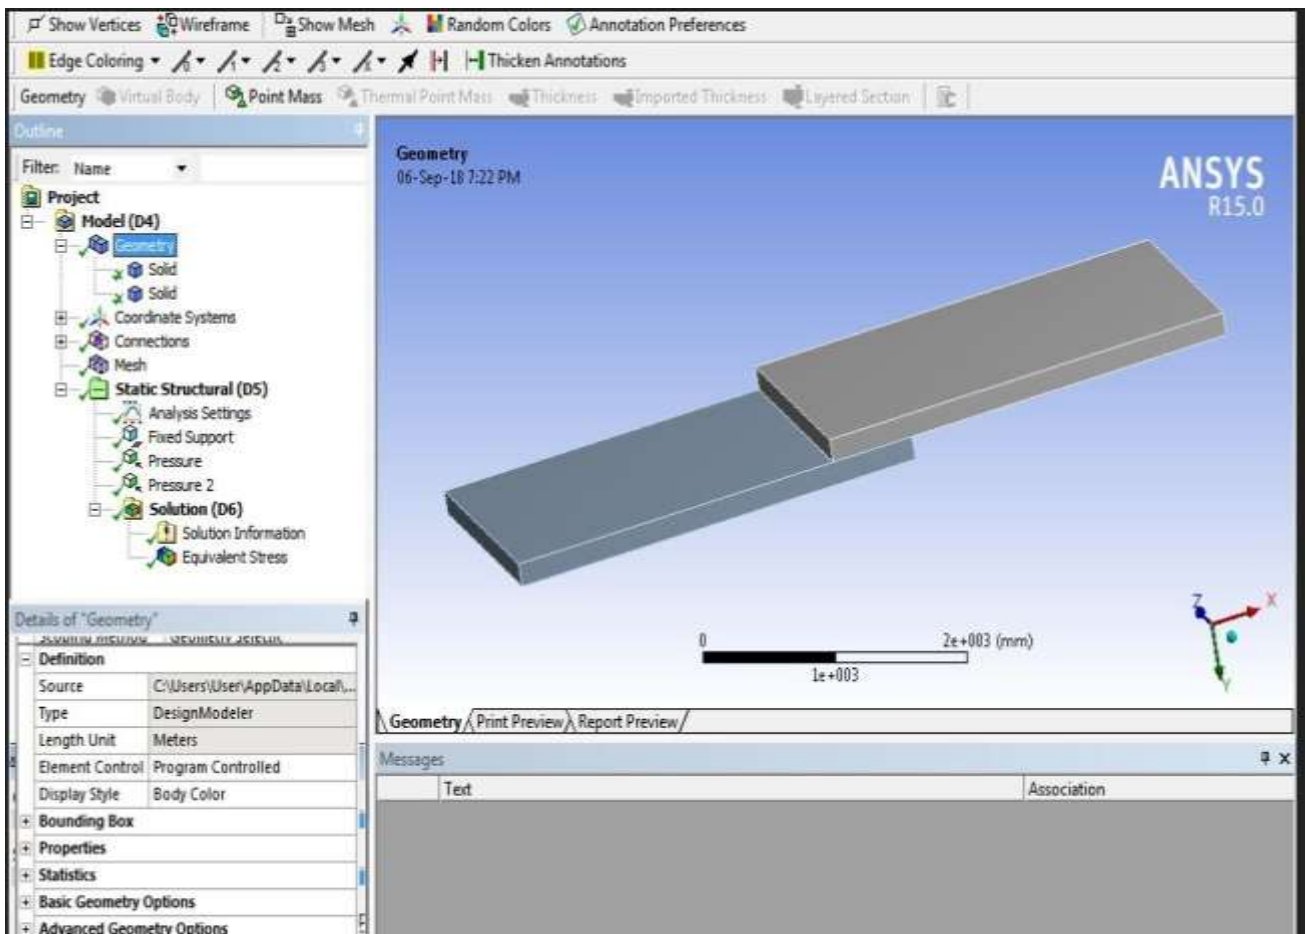 Show Vertices Wireframe Show Mesh Random Colors Annotation Preferences
Edge Coloring Thicken Annotations
Geometry Virtual Body Point Mass Thermal Point Mass Thickness Imported Thickness Layered Section
Outline
Filter: Name
Project
Model (D4)
Geometry
Solid
Solid
Coordinate Systems
Connections
Mesh
Static Structural (D5)
Analysis Settings
Fixed Support
Pressure
Pressure 2
Solution (D6)
Solution Information
Equivalent Stress
Geometry
06-Sep-18 7:22 PM
ANSYS
R15.0
Z X
Y
0 2e+003 (mm)
1e+003
Geometry Print Preview Report Preview
Details of "Geometry"
Definition
Source C:\Users\User\AppData\Local\...
Type DesignModeler
Length Unit Meters
Element Control Program Controlled
Display Style Body Color
Bounding Box
Properties
Statistics
Basic Geometry Options
Advanced Geometry Options
Messages
Text Association